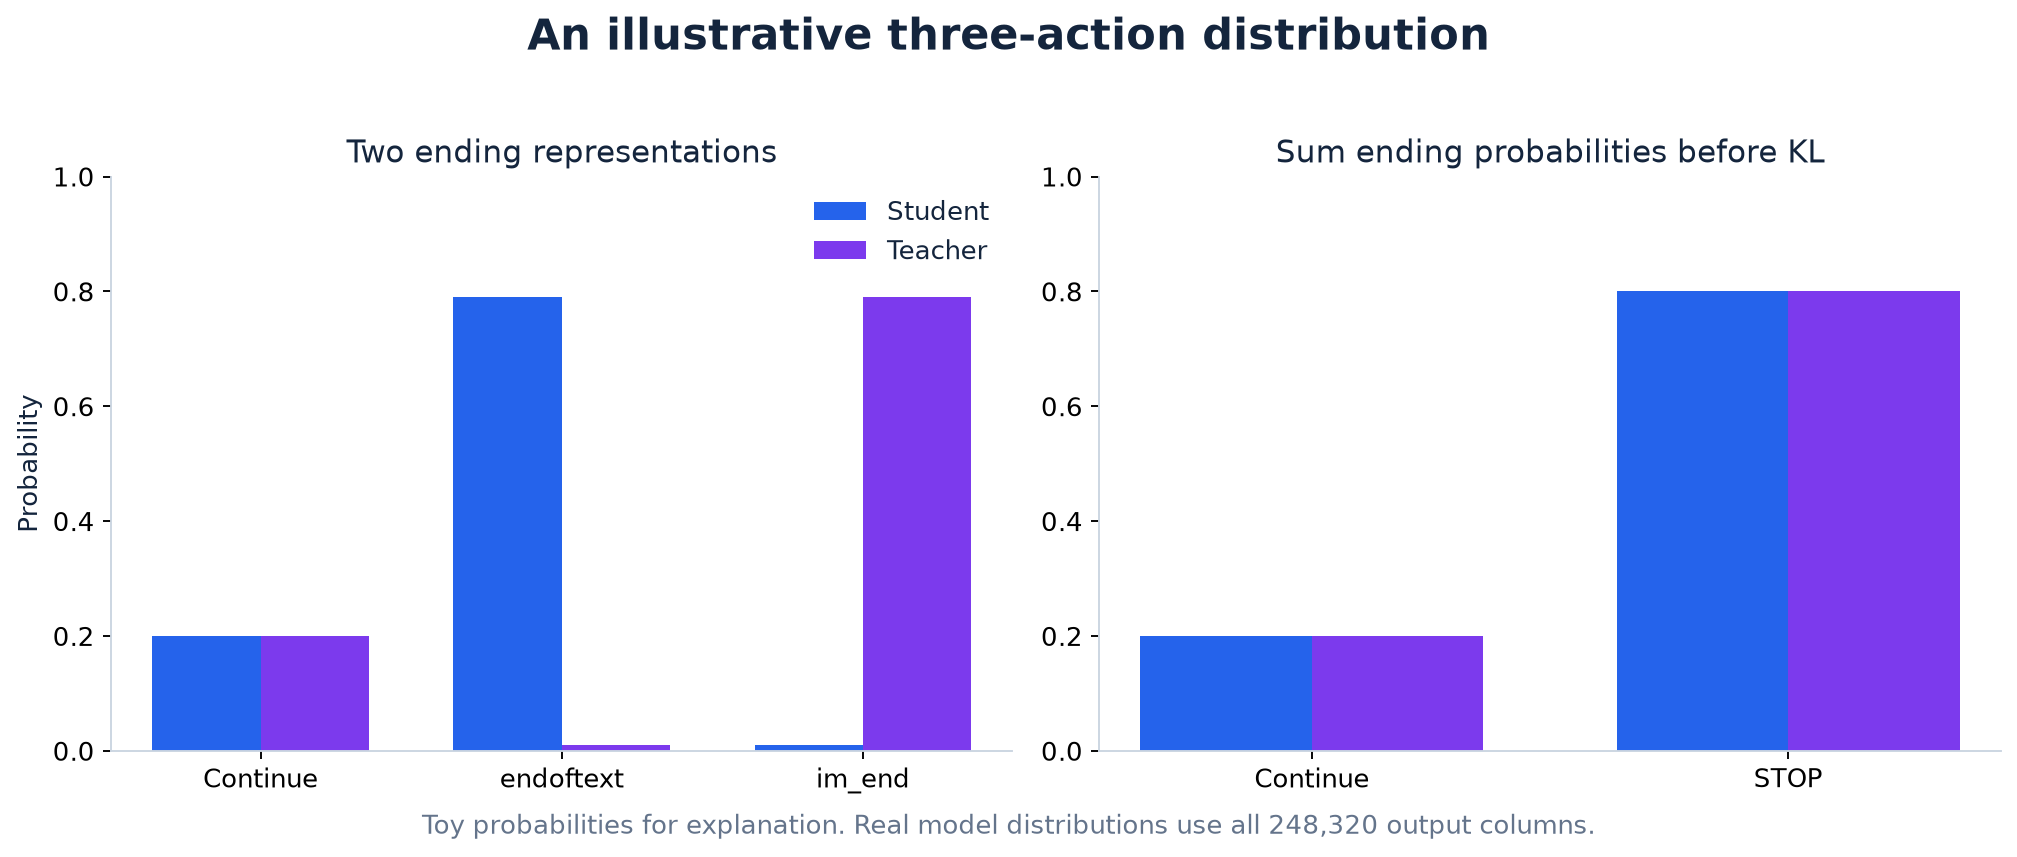 An illustrative three-action distribution
Two ending representations
Probability
1.0
0.8
0.6
0.4
0.2
0.0
Student
Teacher
Continue
endoftext
im_end
Sum ending probabilities before KL
1.0
0.8
0.6
0.4
0.2
0.0
Continue
STOP
Toy probabilities for explanation. Real model distributions use all 248,320 output columns.